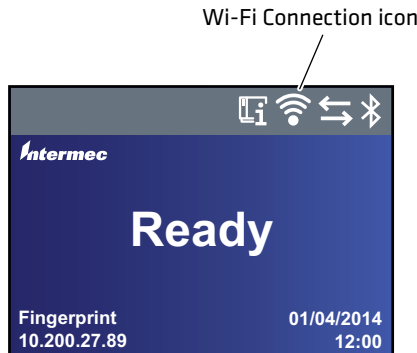 Wi-Fi Connection icon
Intermec
Ready
Fingerprint
01/04/2014
10.200.27.89
12:00